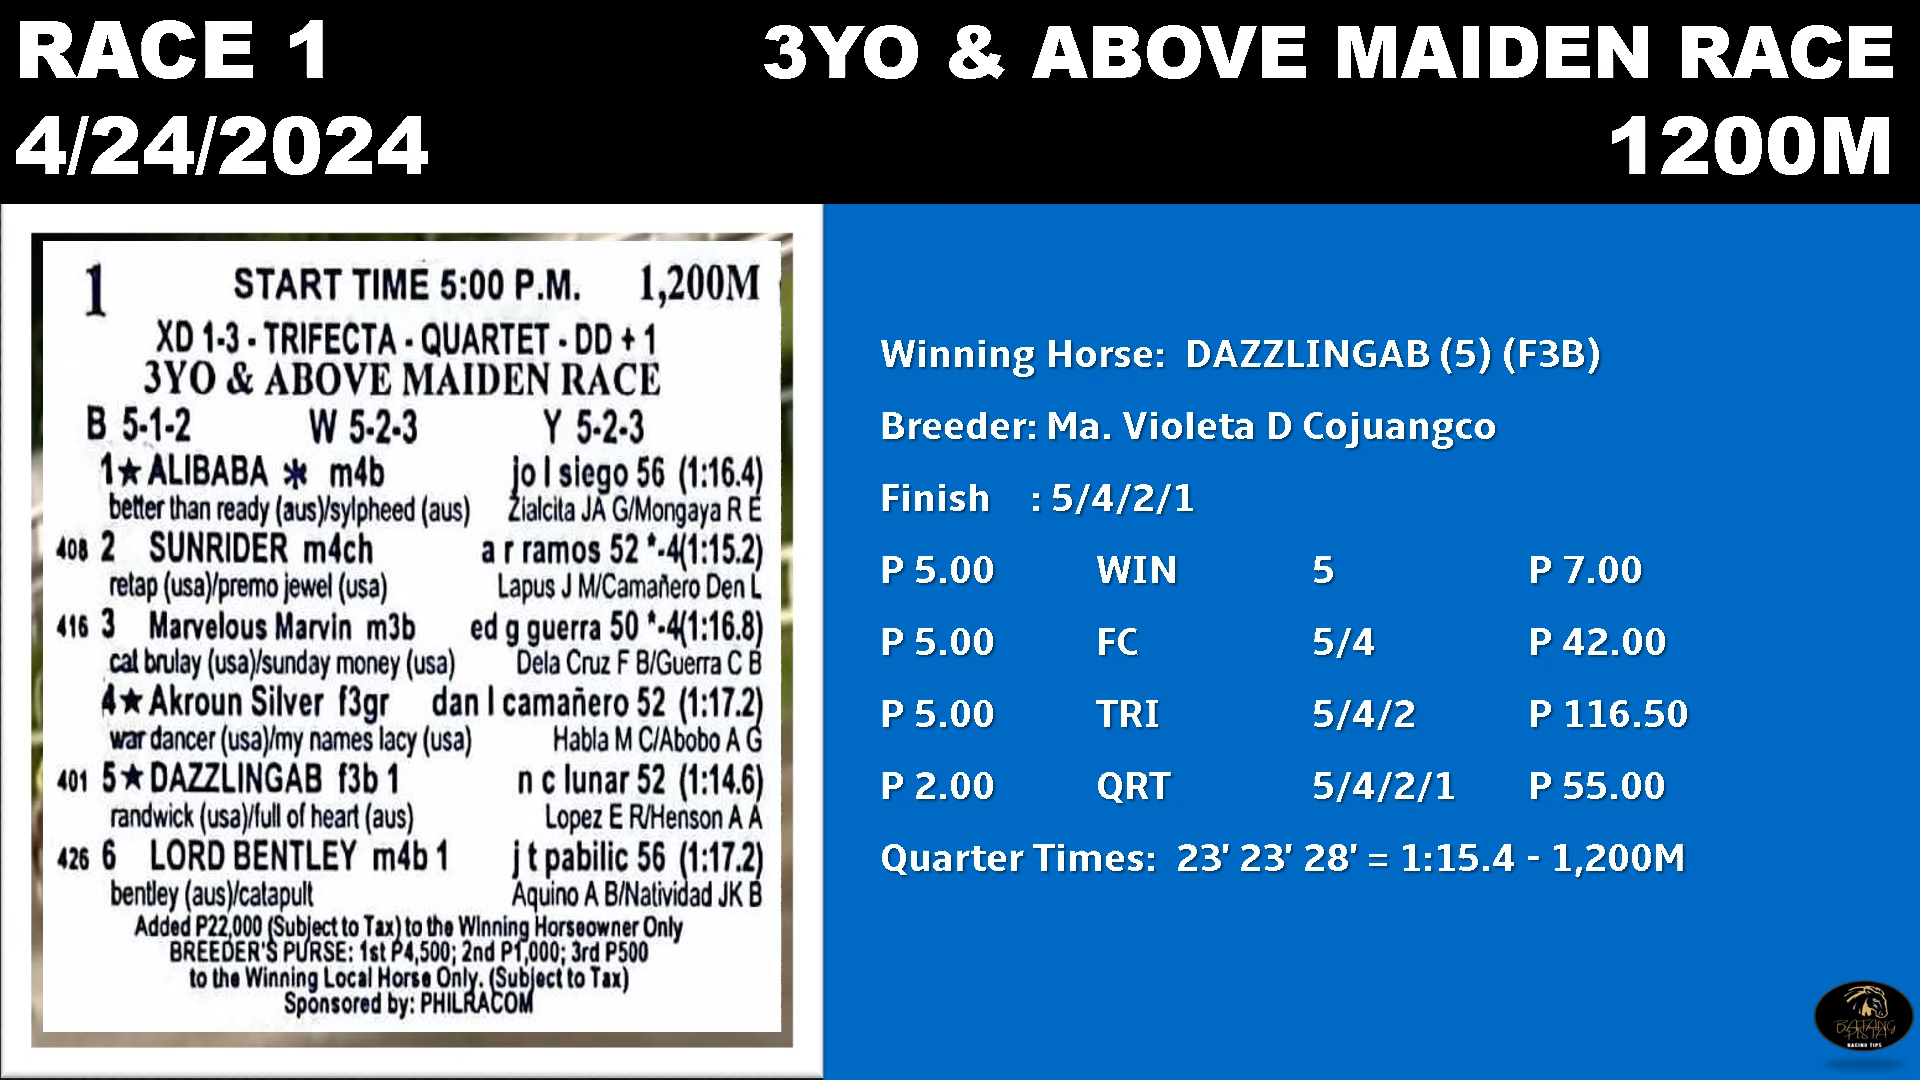 RACE 1
3YO & ABOVE MAIDEN RACE
4/24/2024
1200M
1 START TIME 5:00 P.M. 1,200M
XD 1-3 - TRIFECTA - QUARTET - DD + 1
3YO & ABOVE MAIDEN RACE
B 5-1-2 W 5-2-3 Y 5-2-3
1★ ALIBABA * m4b jo l siego 56 (1:16.4)
better than ready (aus)/sylpheed (aus) Zialcita JA G/Mongaya R E
408 2 SUNRIDER m4ch a r ramos 52 *-4(1:15.2)
retap (usa)/premo jewel (usa) Lapus J M/Camañero Den L
416 3 Marvelous Marvin m3b ed g guerra 50 *-4(1:16.8)
cat brulay (usa)/sunday money (usa) Dela Cruz F B/Guerra C B
4★ Akroun Silver f3gr dan l camañero 52 (1:17.2)
war dancer (usa)/my names lacy (usa) Habla M C/Abobo A G
401 5★ DAZZLINGAB f3b 1 n c lunar 52 (1:14.6)
randwick (usa)/full of heart (aus) Lopez E R/Henson A A
426 6 LORD BENTLEY m4b 1 j t pabilic 56 (1:17.2)
bentley (aus)/catapult Aquino A B/Natividad JK B
Added P22,000 (Subject to Tax) to the Winning Horseowner Only
BREEDER'S PURSE: 1st P4,500; 2nd P1,000; 3rd P500
to the Winning Local Horse Only. (Subject to Tax)
Sponsored by: PHILRACOM
Winning Horse: DAZZLINGAB (5) (F3B)
Breeder: Ma. Violeta D Cojuangco
Finish : 5/4/2/1
P 5.00 WIN 5 P 7.00
P 5.00 FC 5/4 P 42.00
P 5.00 TRI 5/4/2 P 116.50
P 2.00 QRT 5/4/2/1 P 55.00
Quarter Times: 23' 23' 28' = 1:15.4 - 1,200M
BATANG
PISTA
RACING TIPS